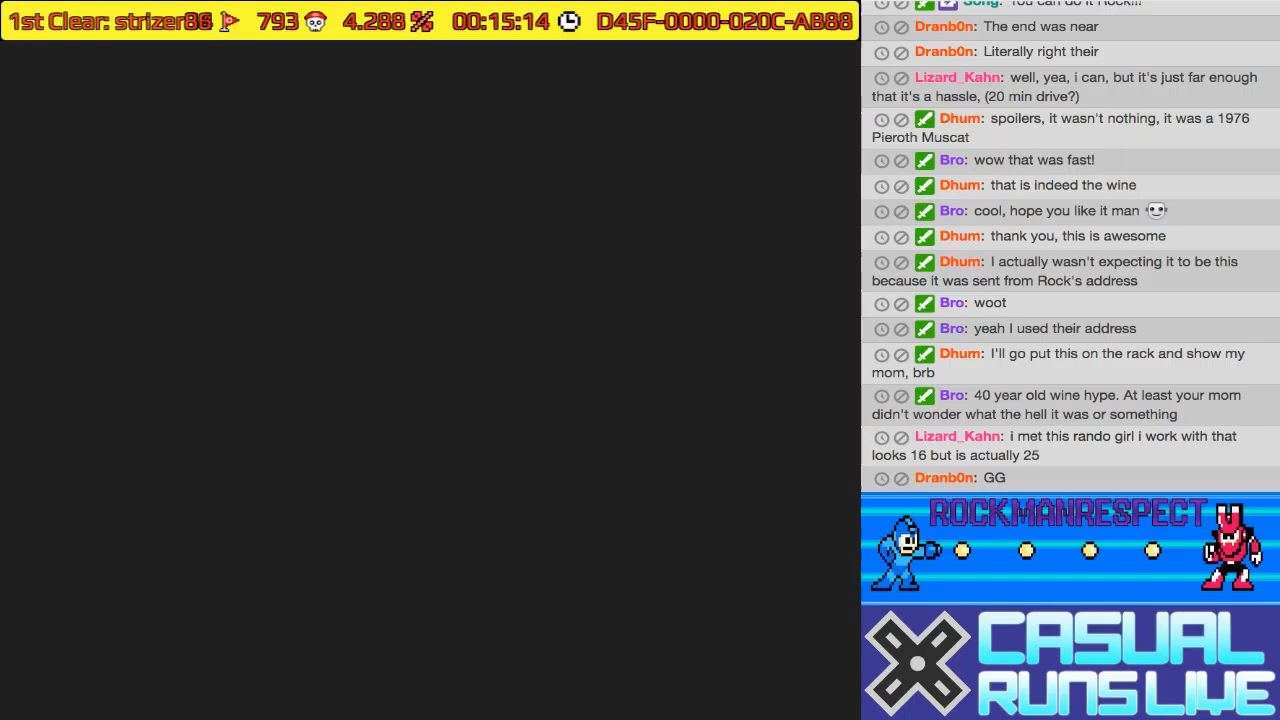 1st Clear: strizer86 793 4.288 00:15:14 D45F-0000-020C-AB88
Song: You can do it Rock!!!
Dranb0n: The end was near
Dranb0n: Literally right their
Lizard_Kahn: well, yea, i can, but it's just far enough
that it's a hassle, (20 min drive?)
Dhum: spoilers, it wasn't nothing, it was a 1976
Pieroth Muscat
Bro: wow that was fast!
Dhum: that is indeed the wine
Bro: cool, hope you like it man
Dhum: thank you, this is awesome
Dhum: I actually wasn't expecting it to be this
because it was sent from Rock's address
Bro: woot
Bro: yeah I used their address
Dhum: I'll go put this on the rack and show my
mom, brb
Bro: 40 year old wine hype. At least your mom
didn't wonder what the hell it was or something
Lizard_Kahn: i met this rando girl i work with that
looks 16 but is actually 25
Dranb0n: GG
ROCKMANRESPECT
CASUAL
RUNS LIVE